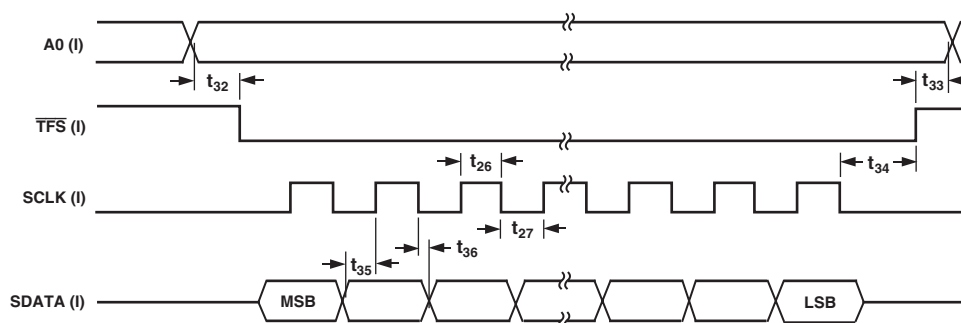 A0 (I)
t32
t33
TFS (I)
t26
t34
SCLK (I)
t27
t36
t35
SDATA (I)
MSB
LSB